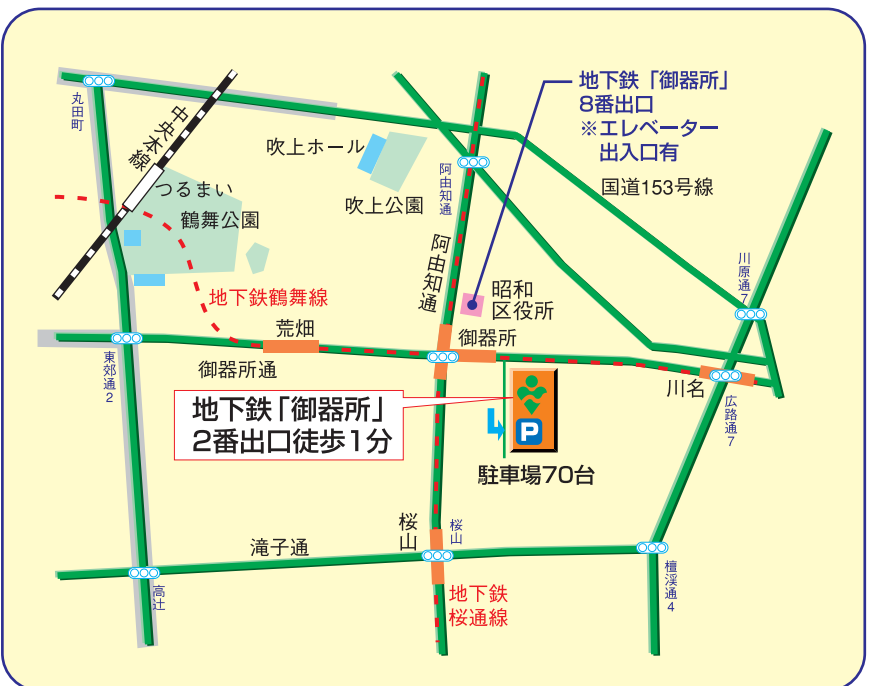 地下鉄「御器所」
8番出口
※エレベーター
出入口有
丸田町
中央本線
吹上ホール
阿由知通
国道153号線
つるまい
吹上公園
鶴舞公園
阿由知通
川原通7
地下鉄鶴舞線
昭和
区役所
荒畑
御器所
東郊通2
御器所通
川名
広路通7
地下鉄「御器所」
2番出口徒歩1分
P
駐車場70台
桜山
桜山
滝子通
檀渓通4
高辻
地下鉄
桜通線